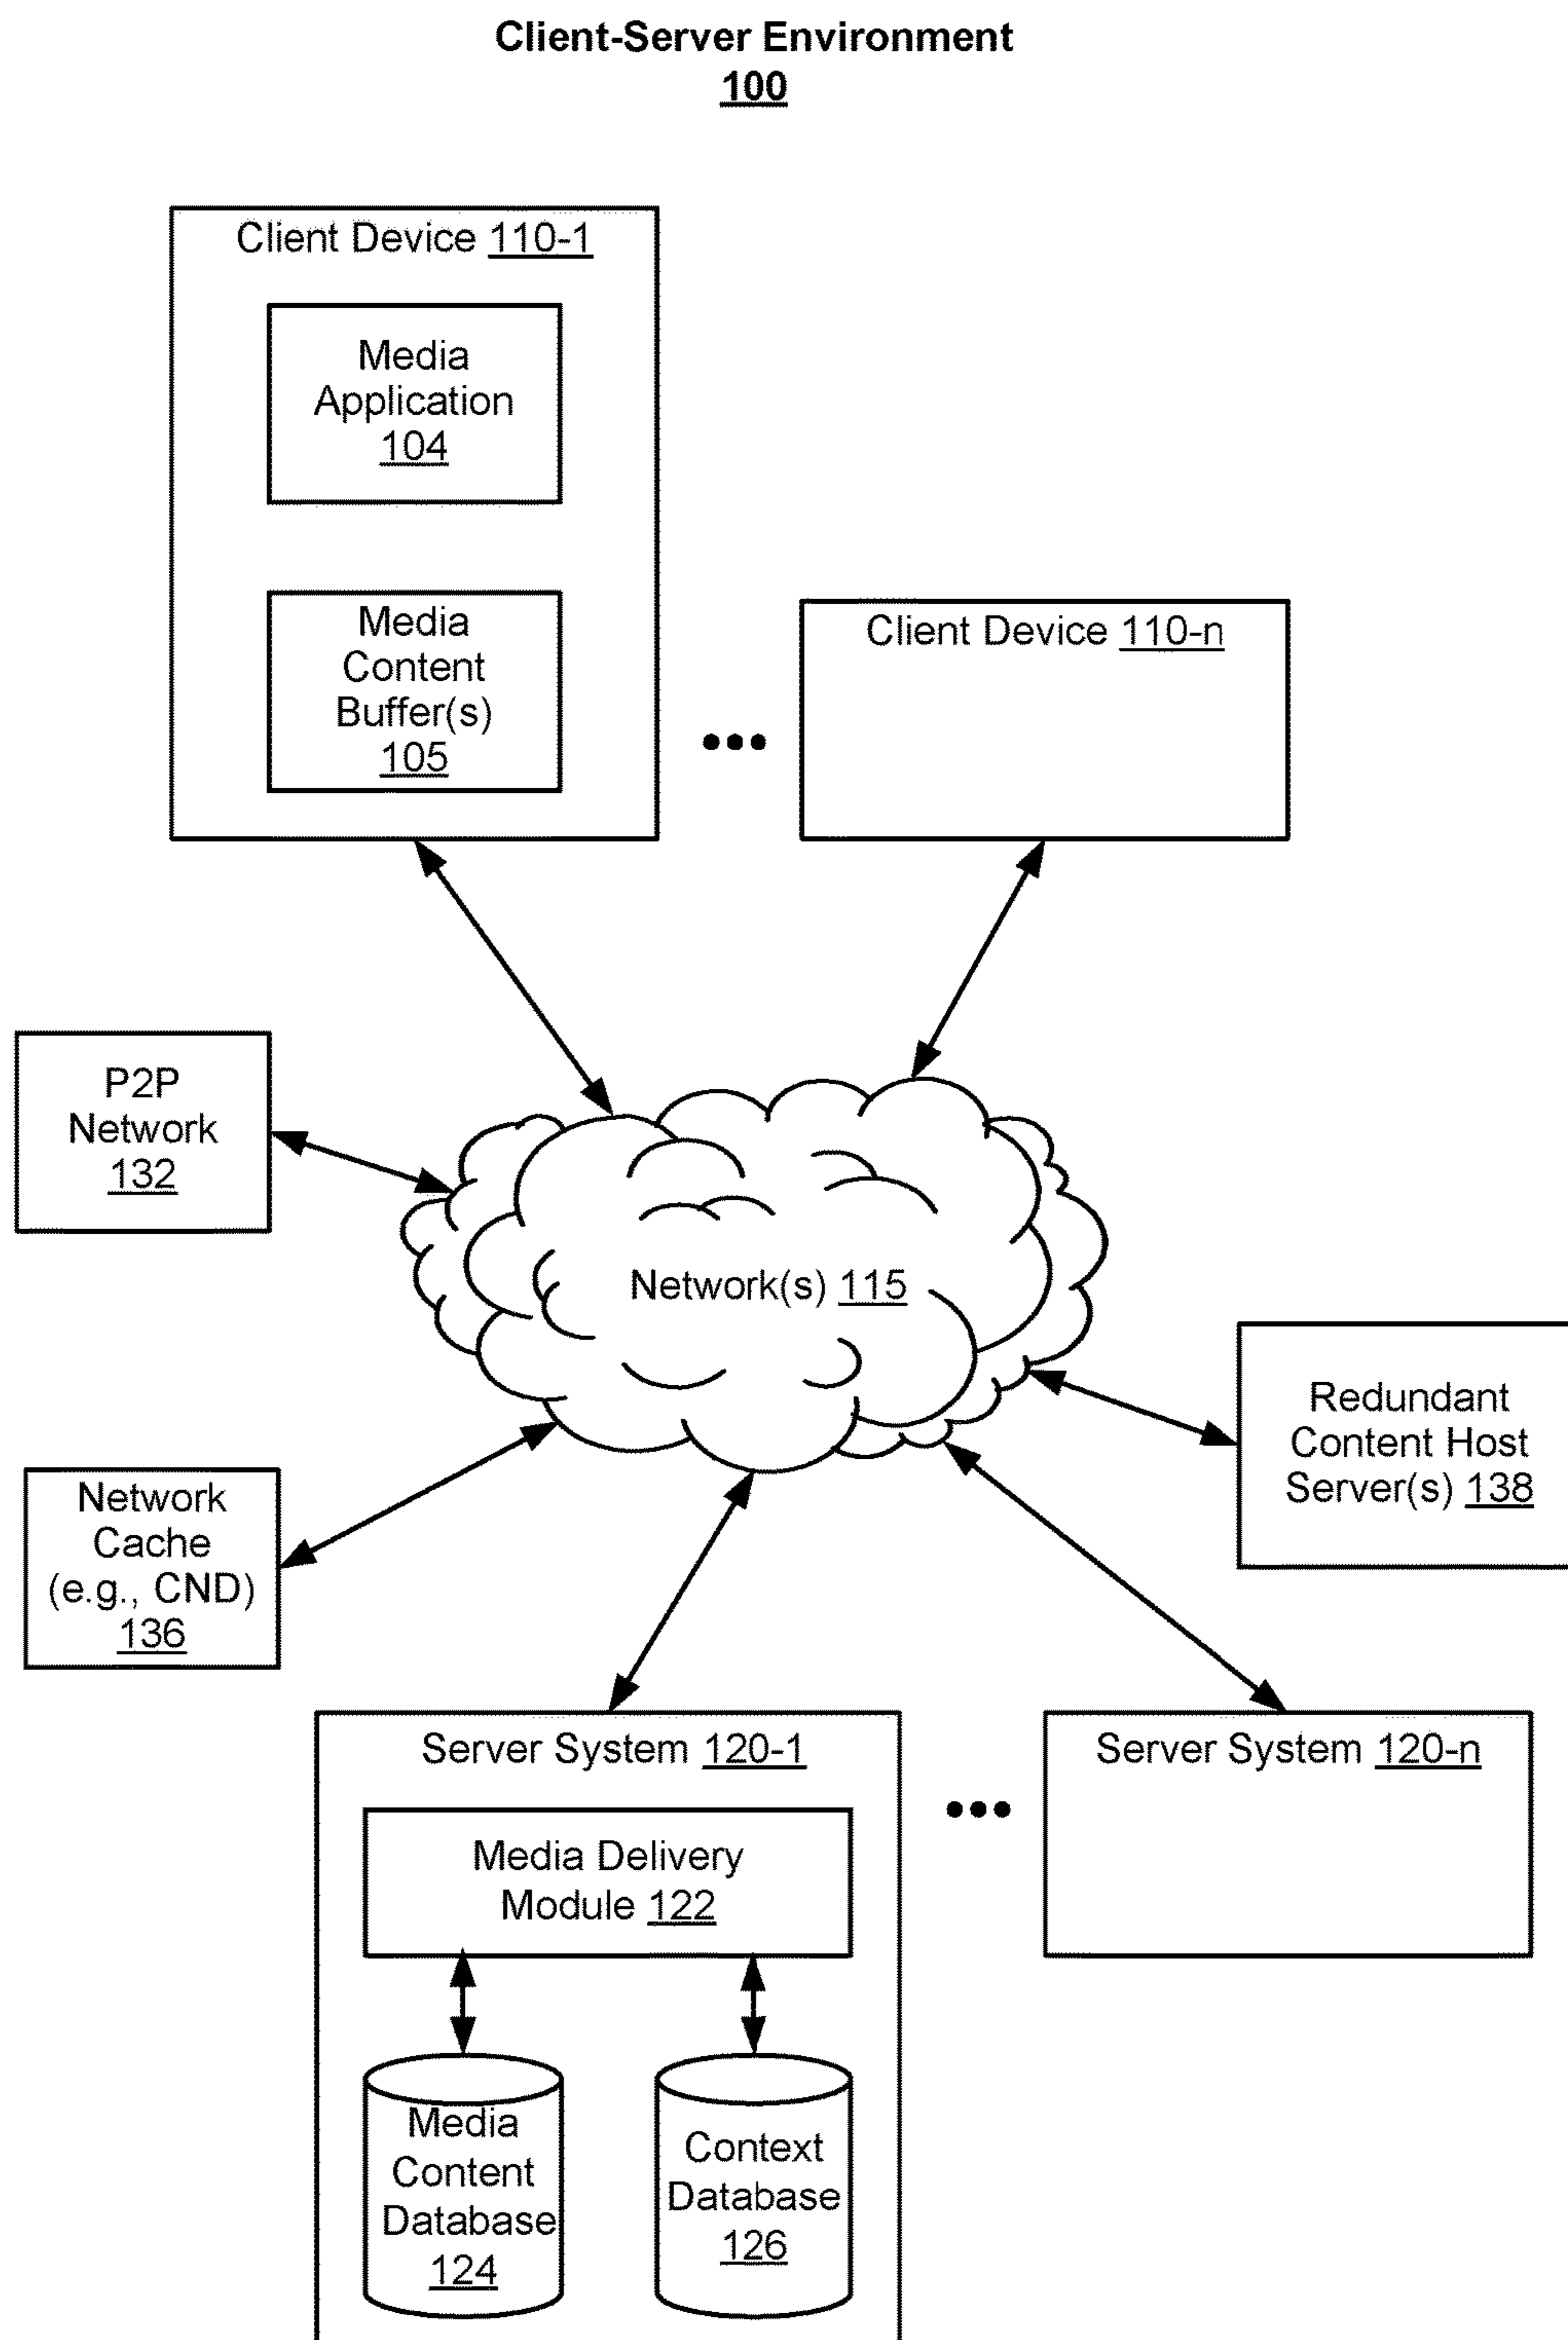 Client-Server Environment
100
Client Device 110-1
Media
Application
104
Media
Content
Buffer(s)
105
Client Device 110-n
P2P
Network
132
Network(s) 115
Redundant
Content Host
Server(s) 138
Network
Cache
(e.g., CND)
136
Server System 120-1
Media Delivery
Module 122
Media
Content
Database
124
Context
Database
126
Server System 120-n